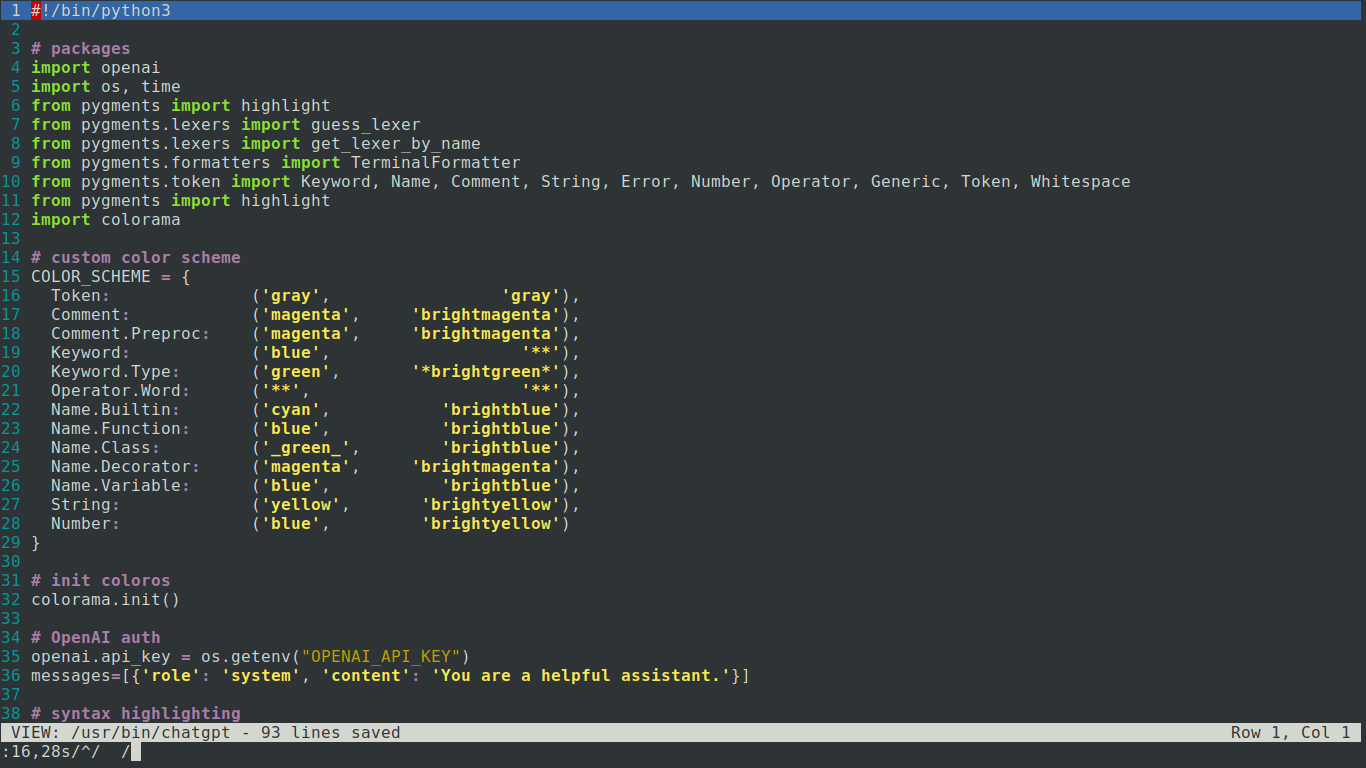 1 #!/bin/python3
2
3 # packages
4 import openai
5 import os, time
6 from pygments import highlight
7 from pygments.lexers import guess_lexer
8 from pygments.lexers import get_lexer_by_name
9 from pygments.formatters import TerminalFormatter
10 from pygments.token import Keyword, Name, Comment, String, Error, Number, Operator, Generic, Token, Whitespace
11 from pygments import highlight
12 import colorama
13
14 # custom color scheme
15 COLOR_SCHEME = {
16   Token:              ('gray',                 'gray'),
17   Comment:            ('magenta',     'brightmagenta'),
18   Comment.Preproc:    ('magenta',     'brightmagenta'),
19   Keyword:            ('blue',                   '**'),
20   Keyword.Type:       ('green',       '*brightgreen*'),
21   Operator.Word:      ('**',                     '**'),
22   Name.Builtin:       ('cyan',           'brightblue'),
23   Name.Function:      ('blue',           'brightblue'),
24   Name.Class:         ('_green_',        'brightblue'),
25   Name.Decorator:     ('magenta',     'brightmagenta'),
26   Name.Variable:      ('blue',           'brightblue'),
27   String:             ('yellow',       'brightyellow'),
28   Number:             ('blue',         'brightyellow')
29 }
30
31 # init coloros
32 colorama.init()
33
34 # OpenAI auth
35 openai.api_key = os.getenv("OPENAI_API_KEY")
36 messages=[{'role': 'system', 'content': 'You are a helpful assistant.'}]
37
38 # syntax highlighting
VIEW: /usr/bin/chatgpt - 93 lines saved Row 1, Col 1
:16,28s/^/  /